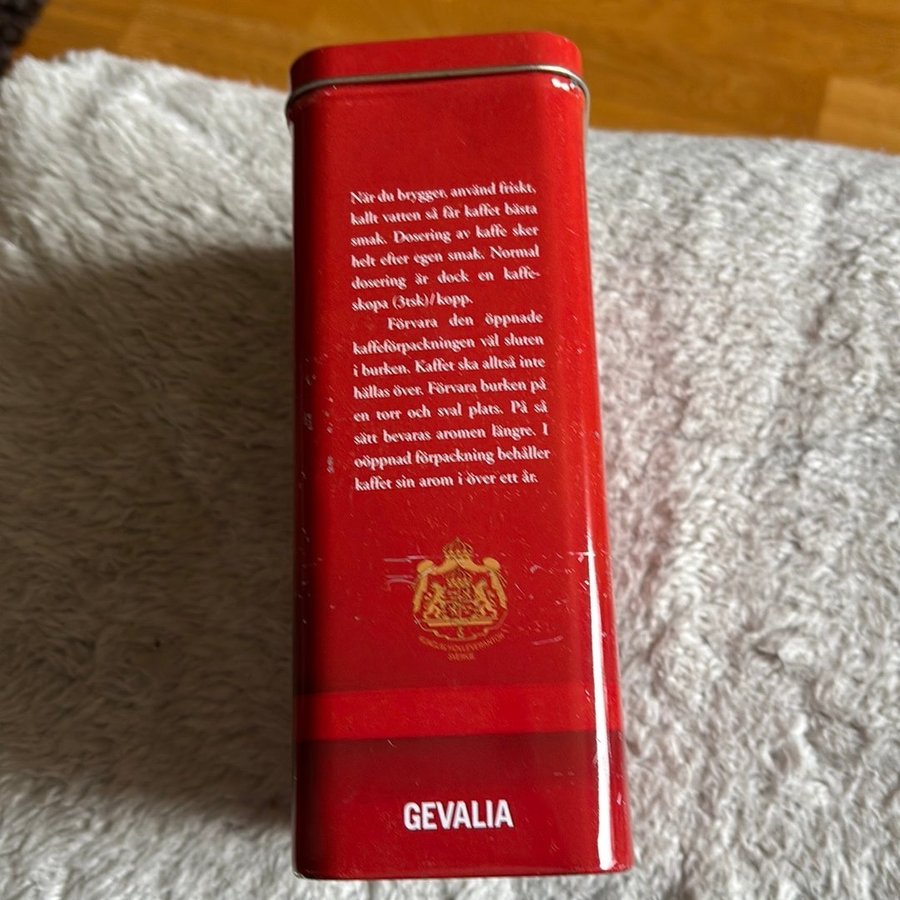 När du brygger, använd friskt,
kallt vatten så får kaffet bästa
smak. Dosering av kaffe sker
helt efter egen smak. Normal
dosering är dock en kaffe-
skopa (3tsk)/kopp.
Förvara den öppnade
kaffeförpackningen väl sluten
i burken. Kaffet ska alltså inte
hällas över. Förvara burken på
en torr och sval plats. På så
sätt bevaras aromen längre. I
oöppnad förpackning behåller
kaffet sin arom i över ett år.
KUNGL HOVLEVERANTÖR
SVERIGE
GEVALIA